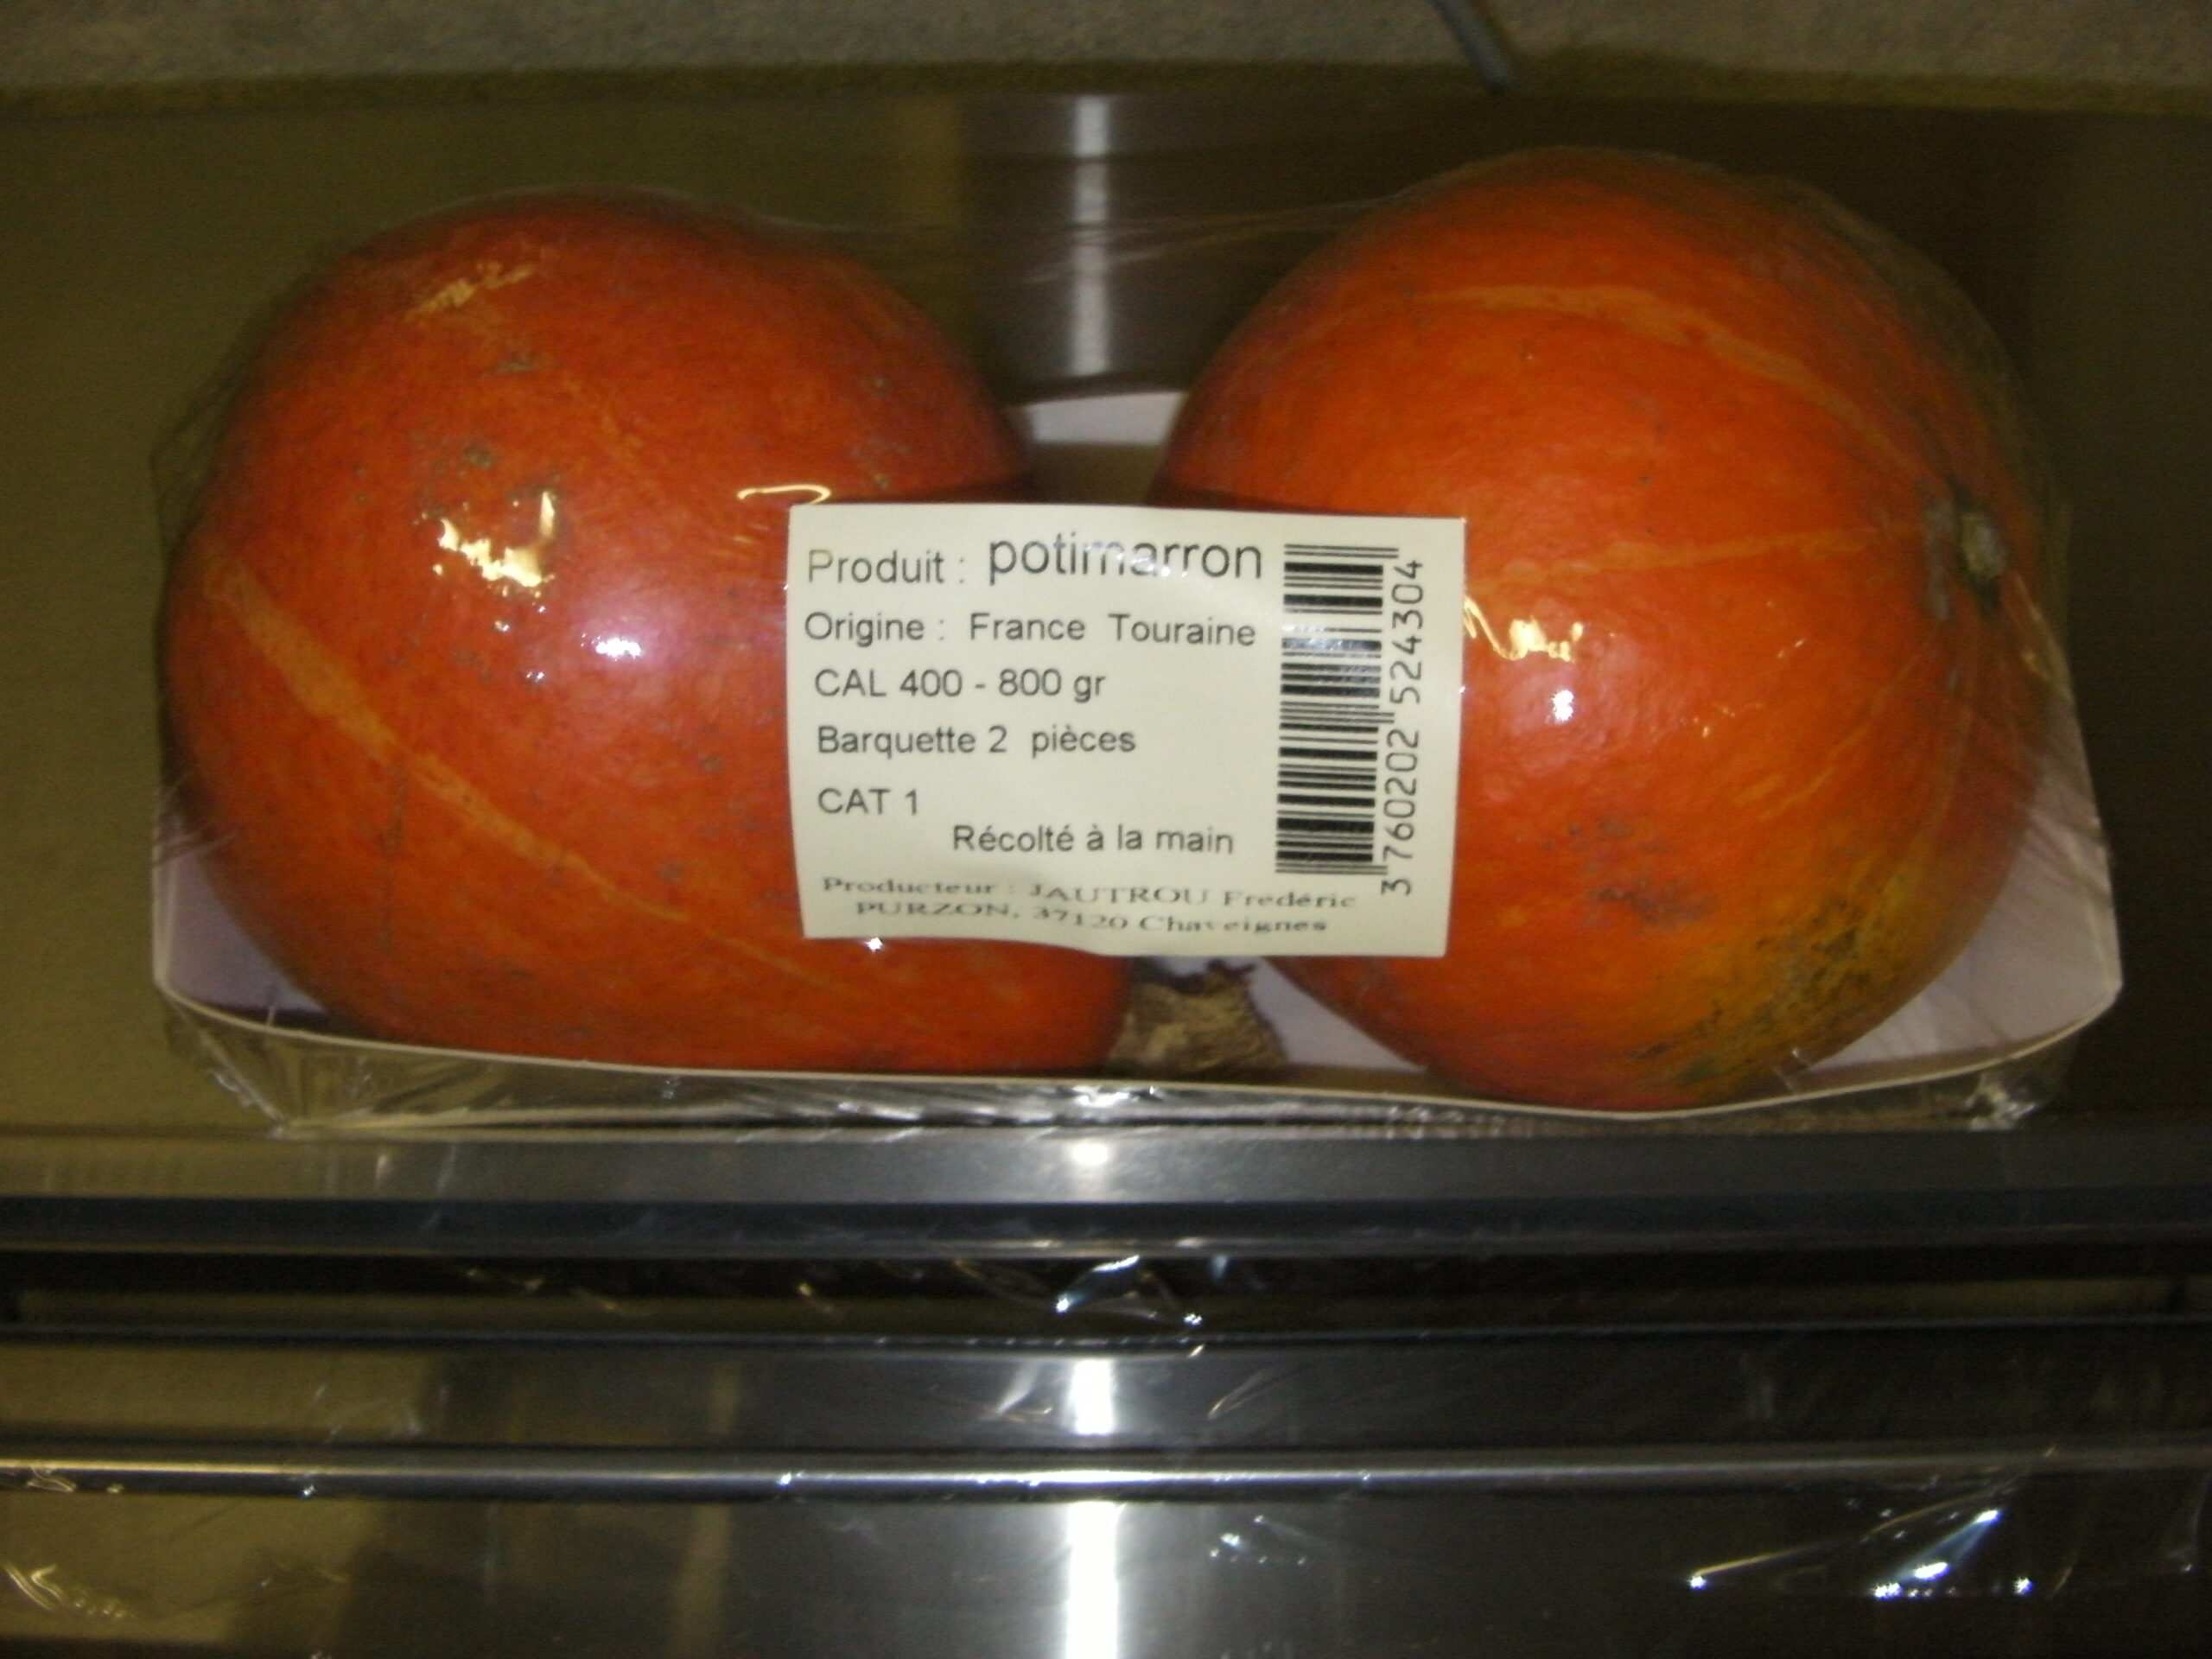 Produit : potimarron
Origine : France Touraine
CAL 400 - 800 gr
Barquette 2 pièces
CAT 1
Récolté à la main
Producteur : JAUTROU Frédéric
PURZON, 37120 Chaveignes
3 760202 524304